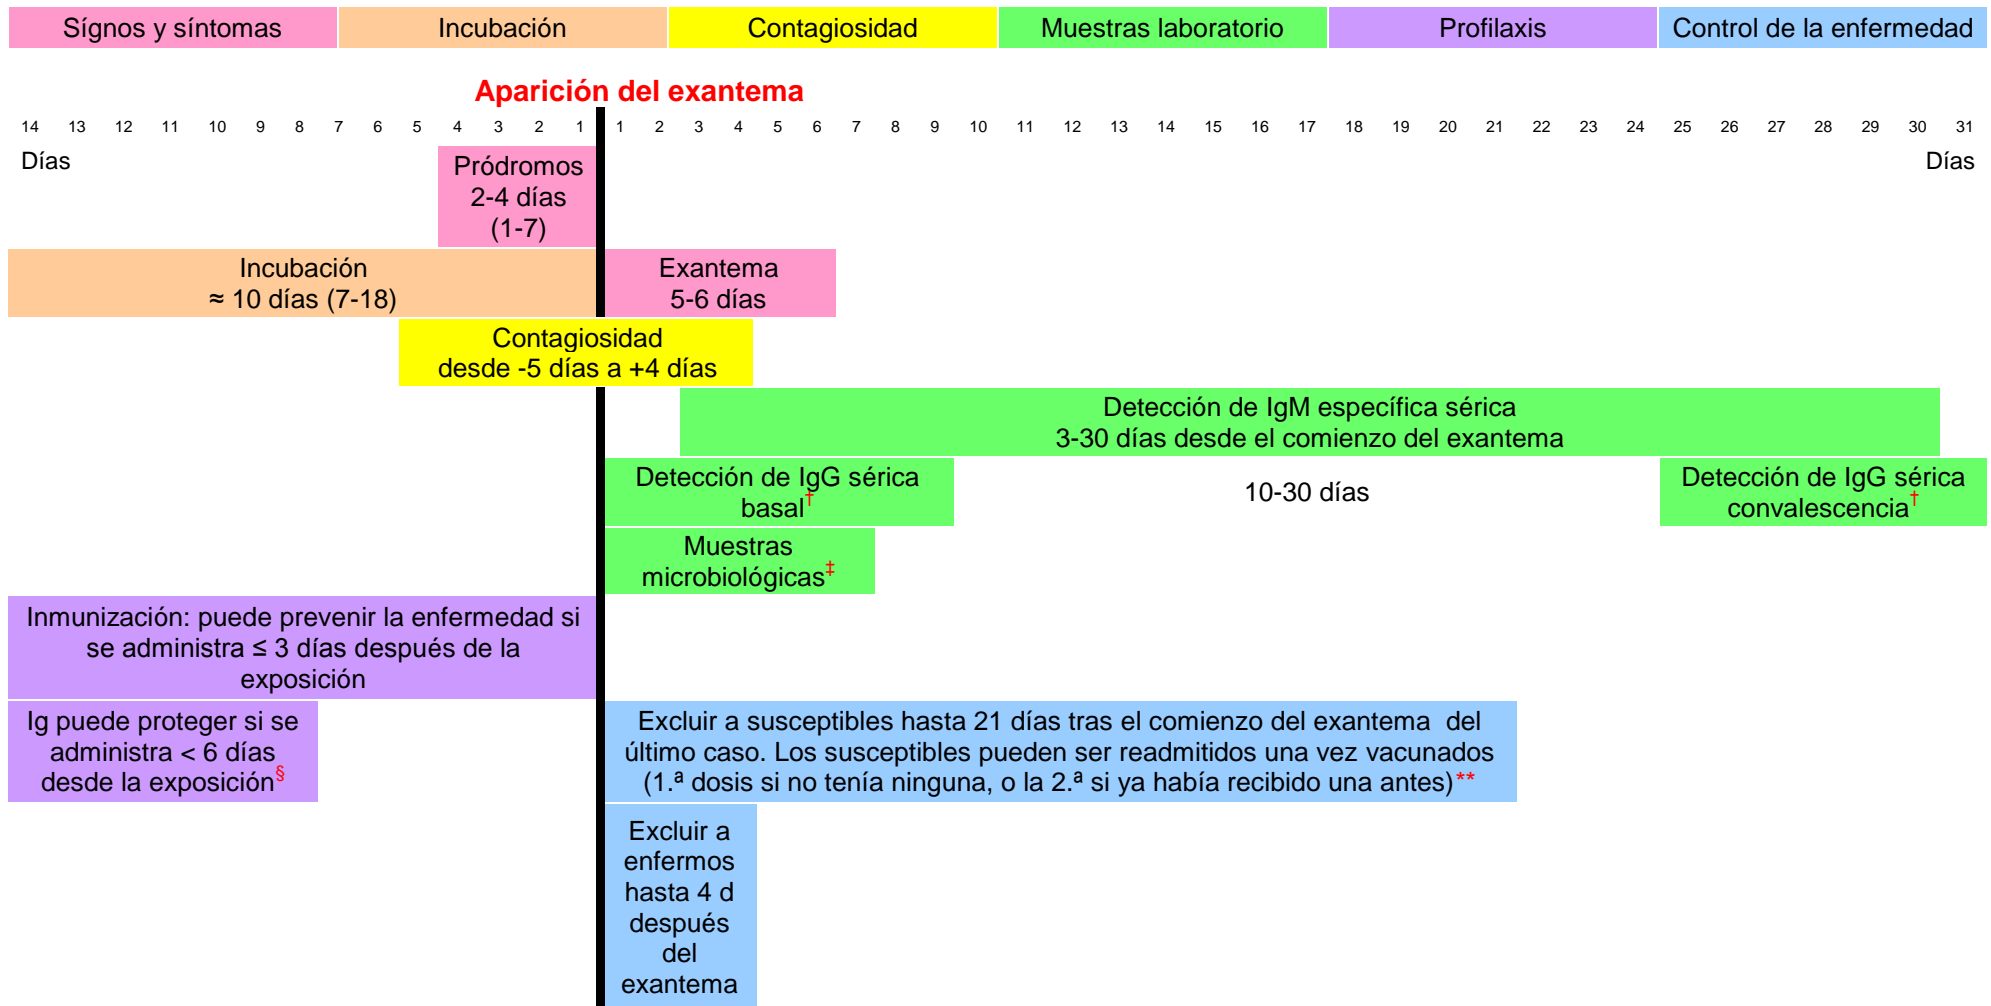 Sígnos y síntomas Incubación Contagiosidad Muestras laboratorio Profilaxis Control de la enfermedad
Aparición del exantema
14 13 12 11 10 9 8 7 6 5 4 3 2 1 1 2 3 4 5 6 7 8 9 10 11 12 13 14 15 16 17 18 19 20 21 22 23 24 25 26 27 28 29 30 31
Días Días
Pródromos
2-4 días
(1-7)
Incubación
≈ 10 días (7-18)
Exantema
5-6 días
Contagiosidad
desde -5 días a +4 días
Detección de IgM específica sérica
3-30 días desde el comienzo del exantema
Detección de IgG sérica
basal†
10-30 días
Detección de IgG sérica
convalescencia†
Muestras
microbiológicas‡
Inmunización: puede prevenir la enfermedad si
se administra ≤ 3 días después de la
exposición
Ig puede proteger si se
administra < 6 días
desde la exposición§
Excluir a susceptibles hasta 21 días tras el comienzo del exantema del
último caso. Los susceptibles pueden ser readmitidos una vez vacunados
(1.ª dosis si no tenía ninguna, o la 2.ª si ya había recibido una antes)**
Excluir a
enfermos
hasta 4 d
después
del
exantema